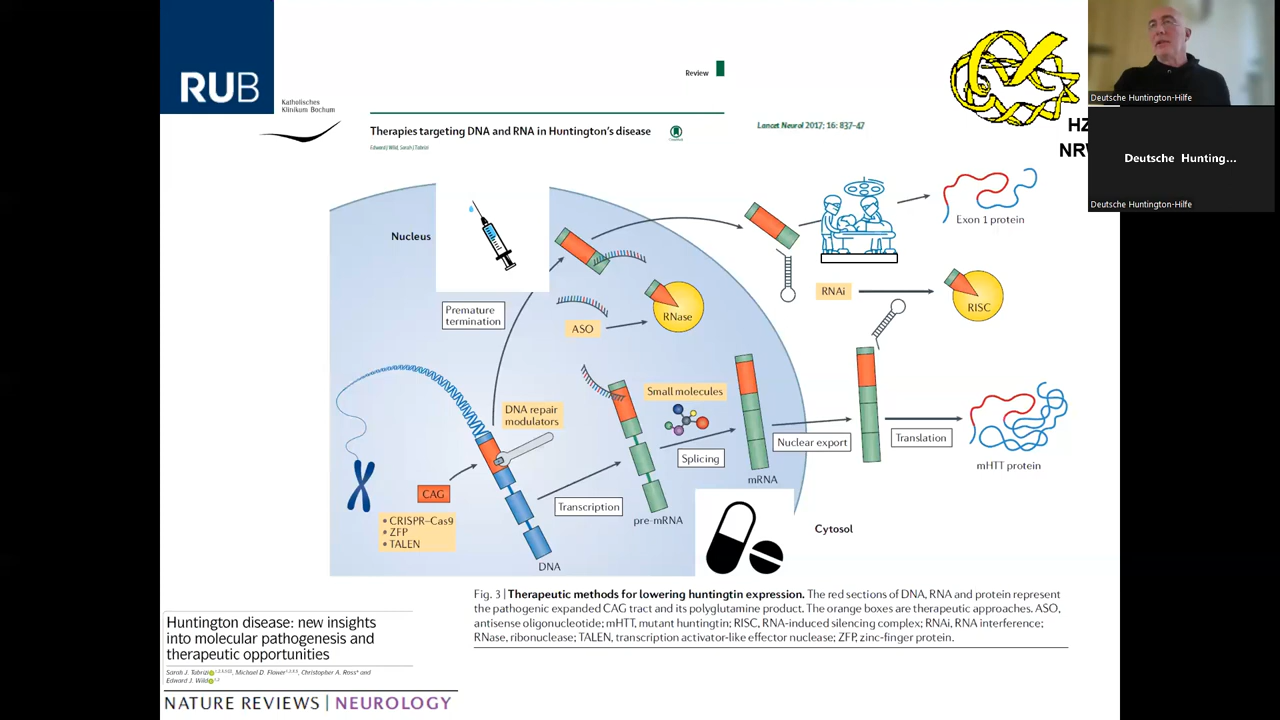 RUB
Katholisches
Klinikum Bochum
Review
Therapies targeting DNA and RNA in Huntington's disease
Edward J Wild, Sarah J Tabrizi
Lancet Neurol 2017; 16: 837–47
HZ
NRW
Deutsche Huntington-Hilfe
Deutsche Hunting...
Deutsche Huntington-Hilfe
Nucleus
Exon 1 protein
Premature
termination
RNase
RNAi
RISC
ASO
Small molecules
DNA repair
modulators
Nuclear export
Translation
Splicing
mHTT protein
mRNA
CAG
Transcription
pre-mRNA
• CRISPR–Cas9
• ZFP
• TALEN
Cytosol
DNA
Fig. 3 | Therapeutic methods for lowering huntingtin expression. The red sections of DNA, RNA and protein represent
the pathogenic expanded CAG tract and its polyglutamine product. The orange boxes are therapeutic approaches. ASO,
antisense oligonucleotide; mHTT, mutant huntingtin; RISC, RNA-induced silencing complex; RNAi, RNA interference;
RNase, ribonuclease; TALEN, transcription activator-like effector nuclease; ZFP, zinc-finger protein.
Huntington disease: new insights
into molecular pathogenesis and
therapeutic opportunities
Sarah J. Tabrizi, Michael D. Flower, Christopher A. Ross and
Edward J. Wild
NATURE REVIEWS | NEUROLOGY